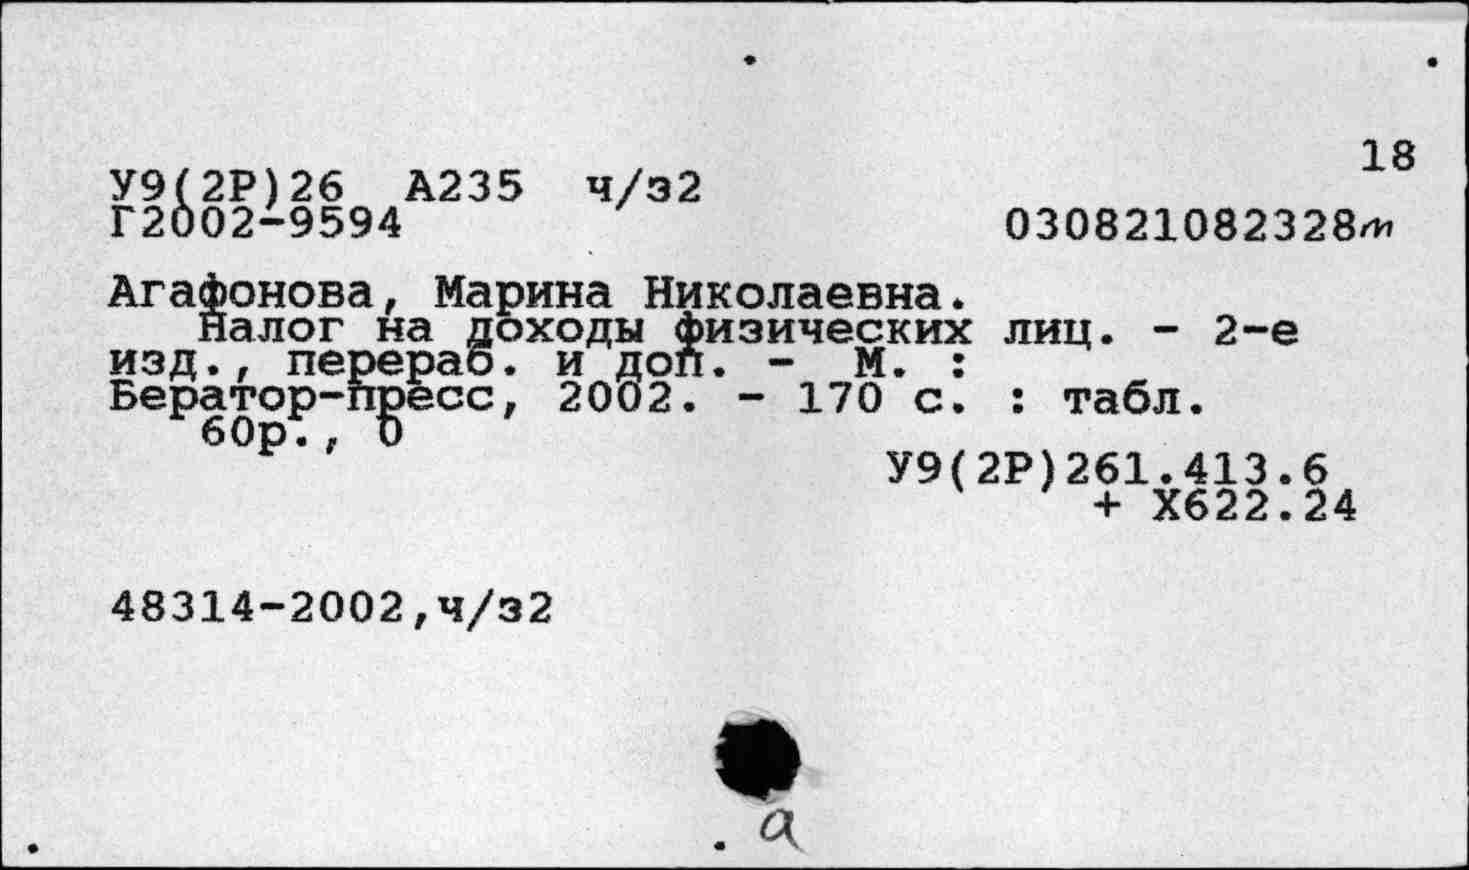 18
У9(2Р)26 А235 ч/з2
Г2002-9594 030821082328м
Агафонова, Марина Николаевна.
Налог на доходы физических лиц. - 2-е
изд., перераб. и доп. - М. :
Бератор-пресс, 2002. - 170 с. : табл.
60р., 0
У9(2Р)261.413.6
+ Х622.24
48314-2002,ч/з2
а